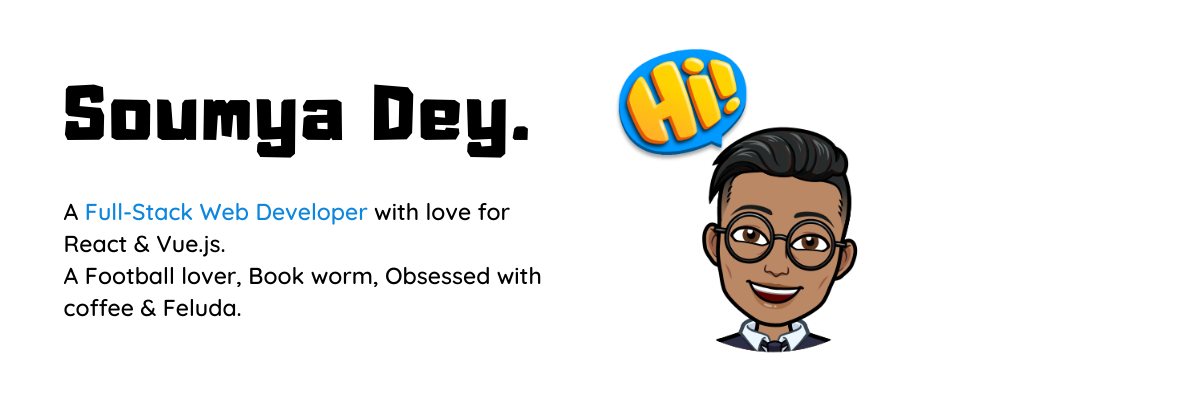 Soumya Dey.
Hi!
A Full-Stack Web Developer with love for
React & Vue.js.
A Football lover, Book worm, Obsessed with
coffee & Feluda.